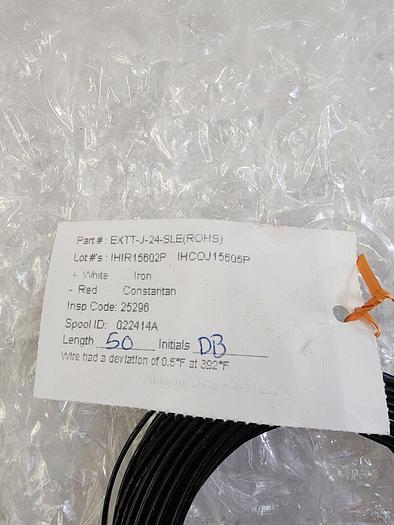 Part # : EXTT-J-24-SLE(ROHS)
Lot #'s : IHIR15602P IHCOJ15605P
+ White Iron
- Red Constantan
Insp Code: 25296
Spool ID: 022414A
Length 50 Initials DB
Wire had a deviation of 0.5°F at 392°F